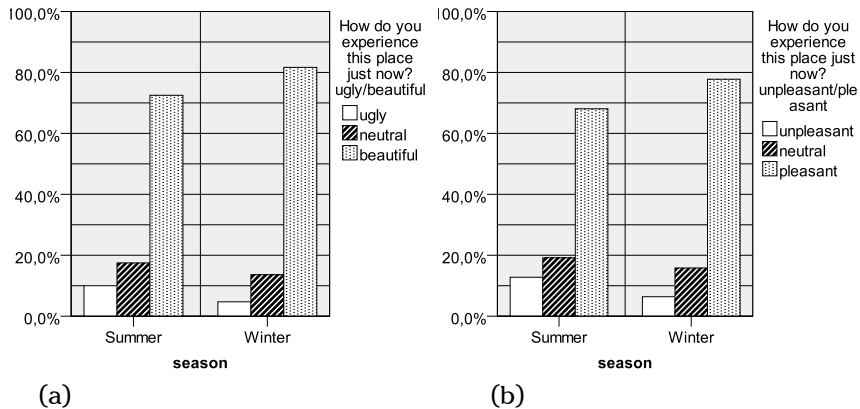 100,0%
80,0%
60,0%
40,0%
20,0%
0,0%
Summer
Winter
season
How do you
experience
this place
just now?
ugly/beautiful
ugly
neutral
beautiful
(a)
100,0%
80,0%
60,0%
40,0%
20,0%
0,0%
Summer
Winter
season
How do you
experience
this place just
now?
unpleasant/ple
asant
unpleasant
neutral
pleasant
(b)